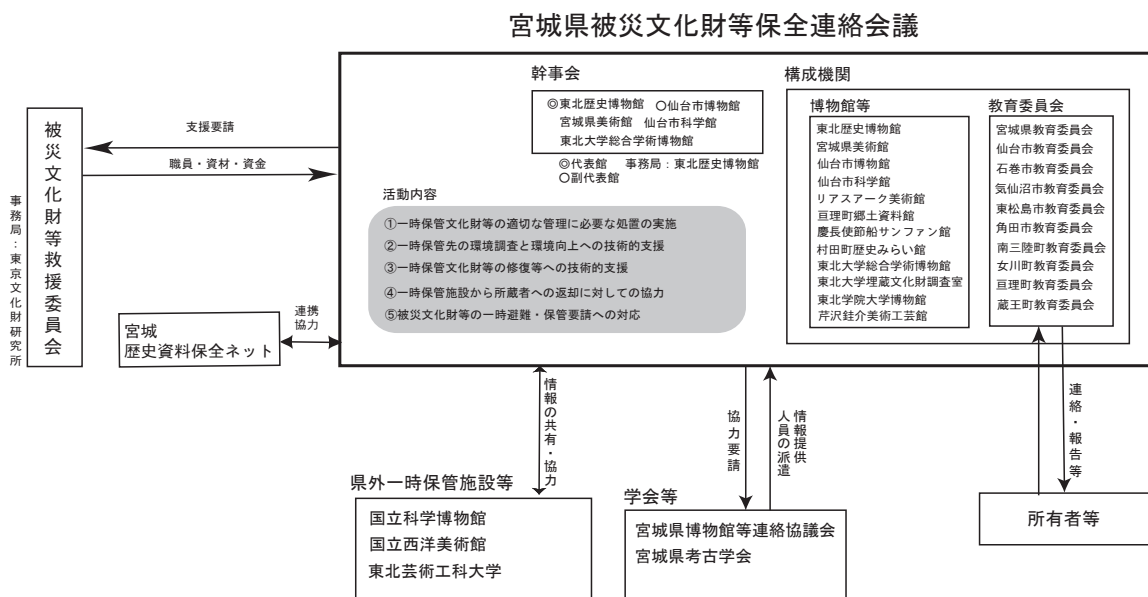 宮城県被災文化財等保全連絡会議
被災文化財等救援委員会
事務局：東京文化財研究所
支援要請
職員・資材・資金
宮城
歴史資料保全ネット
連携
協力
幹事会
◎東北歴史博物館　○仙台市博物館
宮城県美術館　仙台市科学館
東北大学総合学術博物館
◎代表館　事務局：東北歴史博物館
○副代表館
活動内容
①一時保管文化財等の適切な管理に必要な処置の実施
②一時保管先の環境調査と環境向上への技術的支援
③一時保管文化財等の修復等への技術的支援
④一時保管施設から所蔵者への返却に対しての協力
⑤被災文化財等の一時避難・保管要請への対応
構成機関
博物館等
東北歴史博物館
宮城県美術館
仙台市博物館
仙台市科学館
リアスアーク美術館
亘理町郷土資料館
慶長使節船サンファン館
村田町歴史みらい館
東北大学総合学術博物館
東北大学埋蔵文化財調査室
東北学院大学博物館
芹沢銈介美術工芸館
教育委員会
宮城県教育委員会
仙台市教育委員会
石巻市教育委員会
気仙沼市教育委員会
東松島市教育委員会
角田市教育委員会
南三陸町教育委員会
女川町教育委員会
亘理町教育委員会
蔵王町教育委員会
情報の共有・協力
県外一時保管施設等
国立科学博物館
国立西洋美術館
東北芸術工科大学
協力要請
情報提供
人員の派遣
学会等
宮城県博物館等連絡協議会
宮城県考古学会
連絡・報告等
所有者等